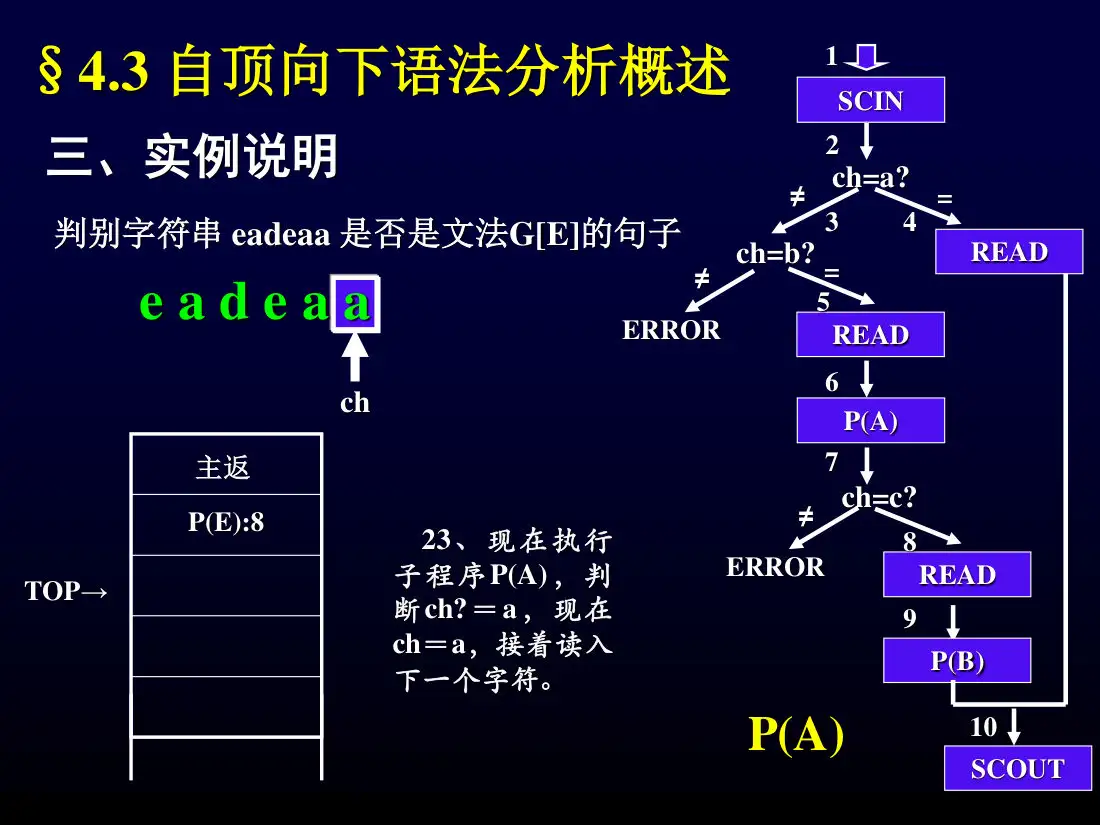 §4.3 自顶向下语法分析概述
三、实例说明
判别字符串 eadeaa 是否是文法G[E]的句子
e a d e a a
ch
主返
P(E):8
TOP→
23、现在执行
子程序P(A)，判
断ch?＝a，现在
ch＝a，接着读入
下一个字符。
1
SCIN
2
ch=a?
≠
=
3
4
READ
ch=b?
≠
=
5
ERROR
READ
6
P(A)
7
ch=c?
≠
8
ERROR
READ
9
P(B)
P(A)
10
SCOUT